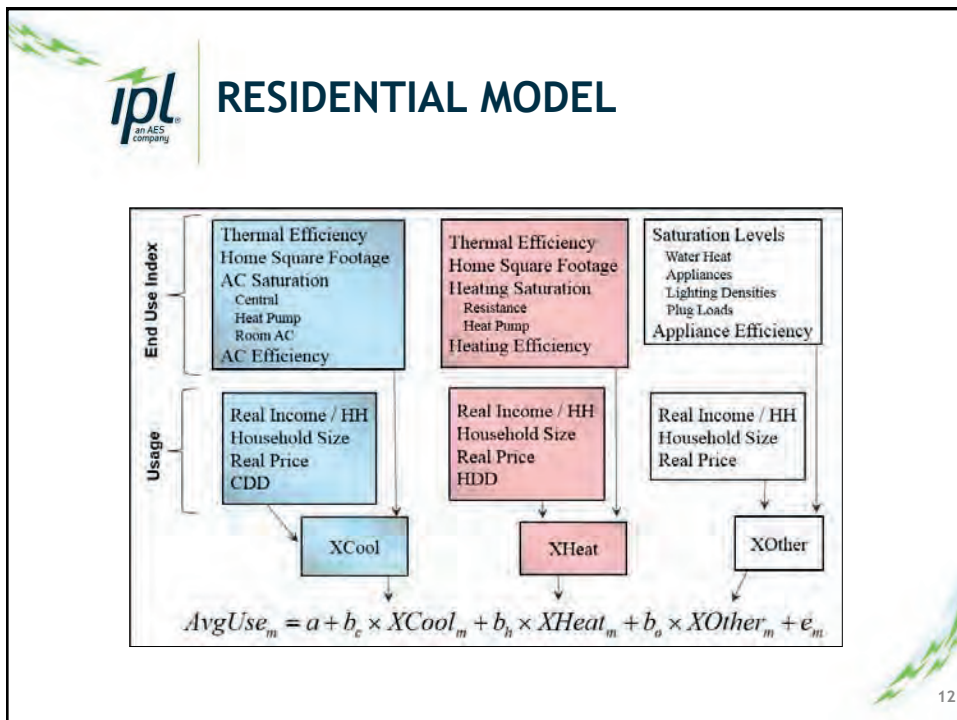 ipl®
an AES
company
RESIDENTIAL MODEL
End Use Index
Thermal Efficiency
Home Square Footage
AC Saturation
Central
Heat Pump
Room AC
AC Efficiency
Thermal Efficiency
Home Square Footage
Heating Saturation
Resistance
Heat Pump
Heating Efficiency
Saturation Levels
Water Heat
Appliances
Lighting Densities
Plug Loads
Appliance Efficiency
Usage
Real Income / HH
Household Size
Real Price
CDD
Real Income / HH
Household Size
Real Price
HDD
Real Income / HH
Household Size
Real Price
XCool
XHeat
XOther
AvgUse_m = a + b_c × XCool_m + b_h × XHeat_m + b_o × XOther_m + e_m
12